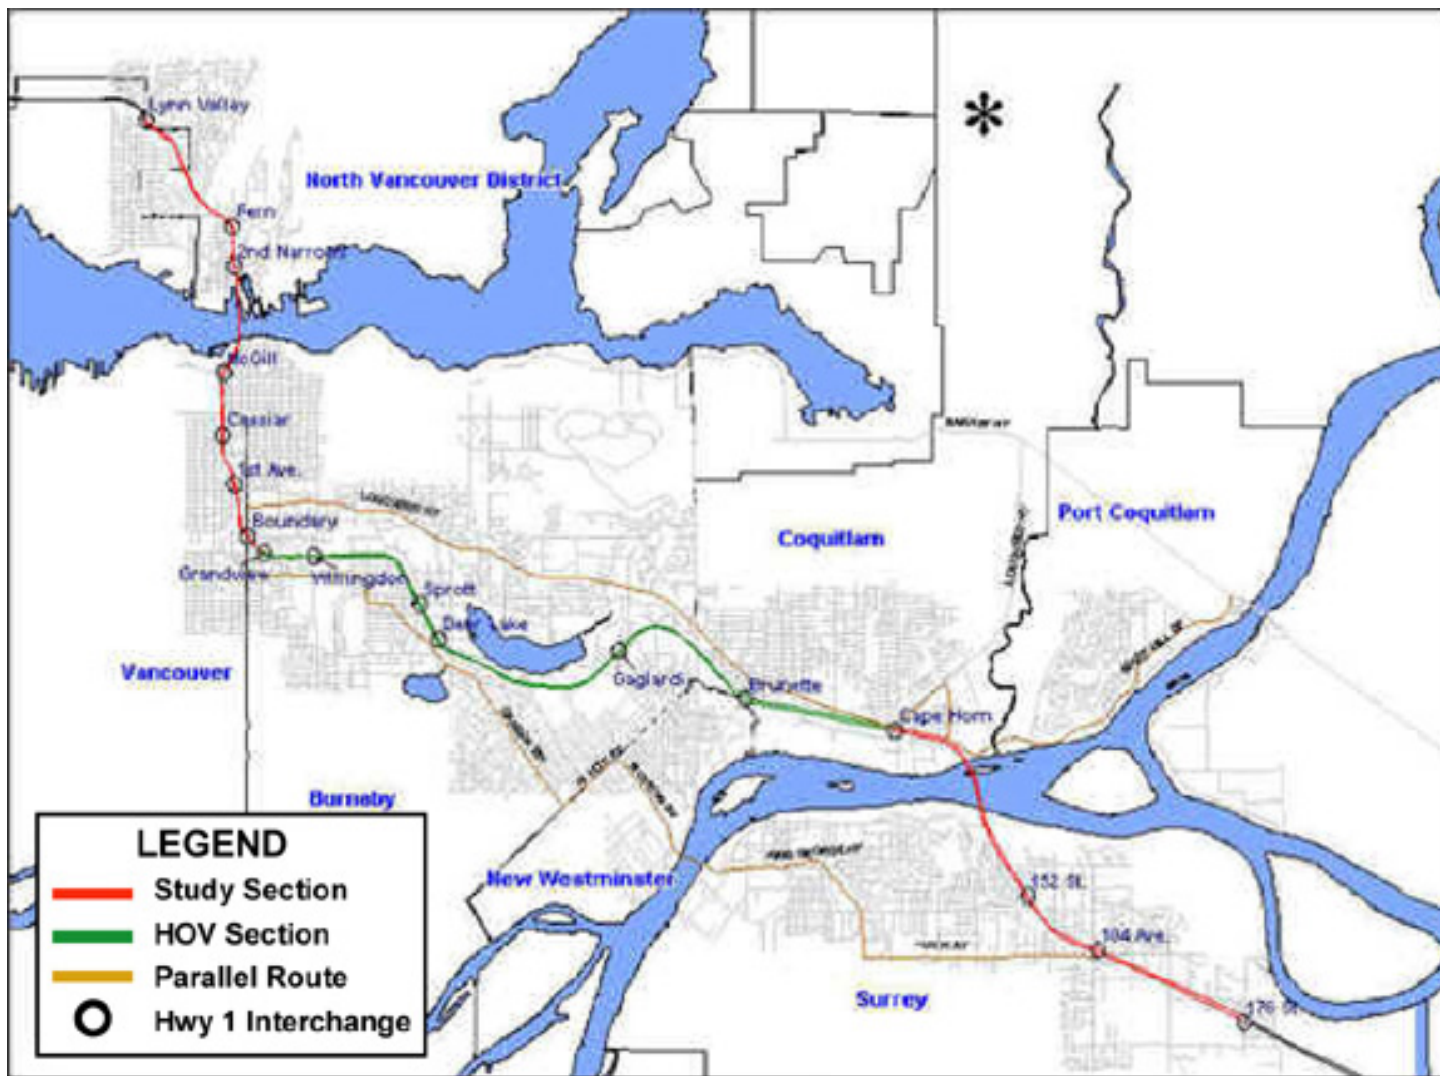 Lynn Valley
North Vancouver District
Fern
2nd Narrows
McGill
Cassiar
1st Ave.
Boundary
Grandview
Willingdon
Sprott
Deer Lake
Gaglardi
Brunette
Cape Horn
Coquitlam
Port Coquitlam
Vancouver
Burnaby
New Westminster
Surrey
152 St.
104 Ave.
176 St.
LEGEND
Study Section
HOV Section
Parallel Route
Hwy 1 Interchange